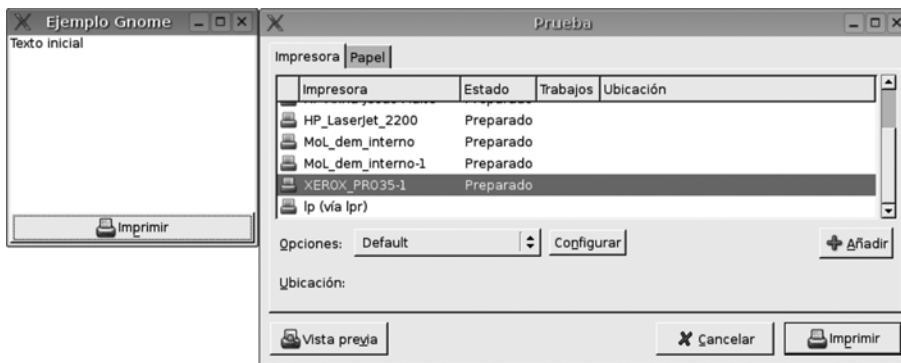 Ejemplo Gnome
Texto inicial
Imprimir
Prueba
Impresora Papel
Impresora Estado Trabajos Ubicación
HP_LaserJet_2200 Preparado
MoL_dem_interno Preparado
MoL_dem_interno-1 Preparado
XEROX_PRO35-1 Preparado
lp (vía lpr)
Opciones: Default Configurar Añadir
Ubicación:
Vista previa Cancelar Imprimir